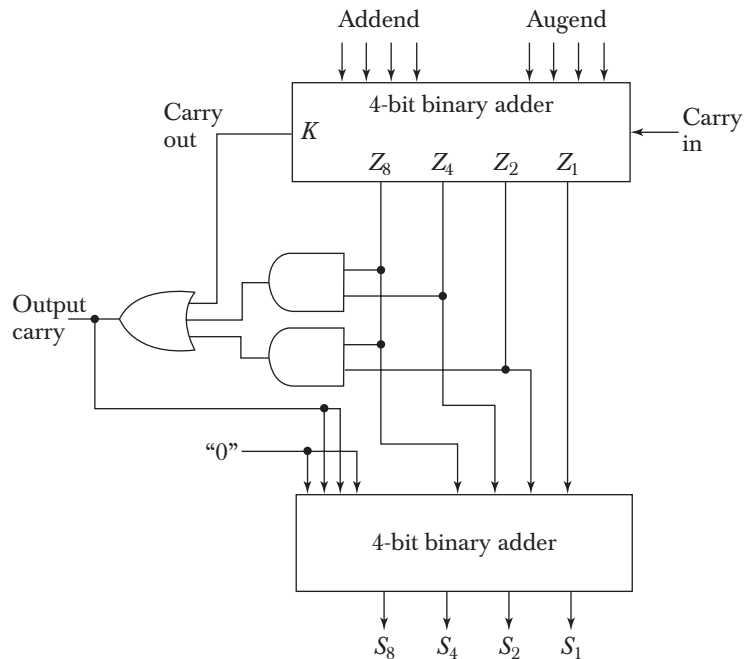 Addend
Augend
4-bit binary adder
Carry
out
K
Carry
in
Z8 Z4 Z2 Z1
Output
carry
“0”
4-bit binary adder
S8 S4 S2 S1